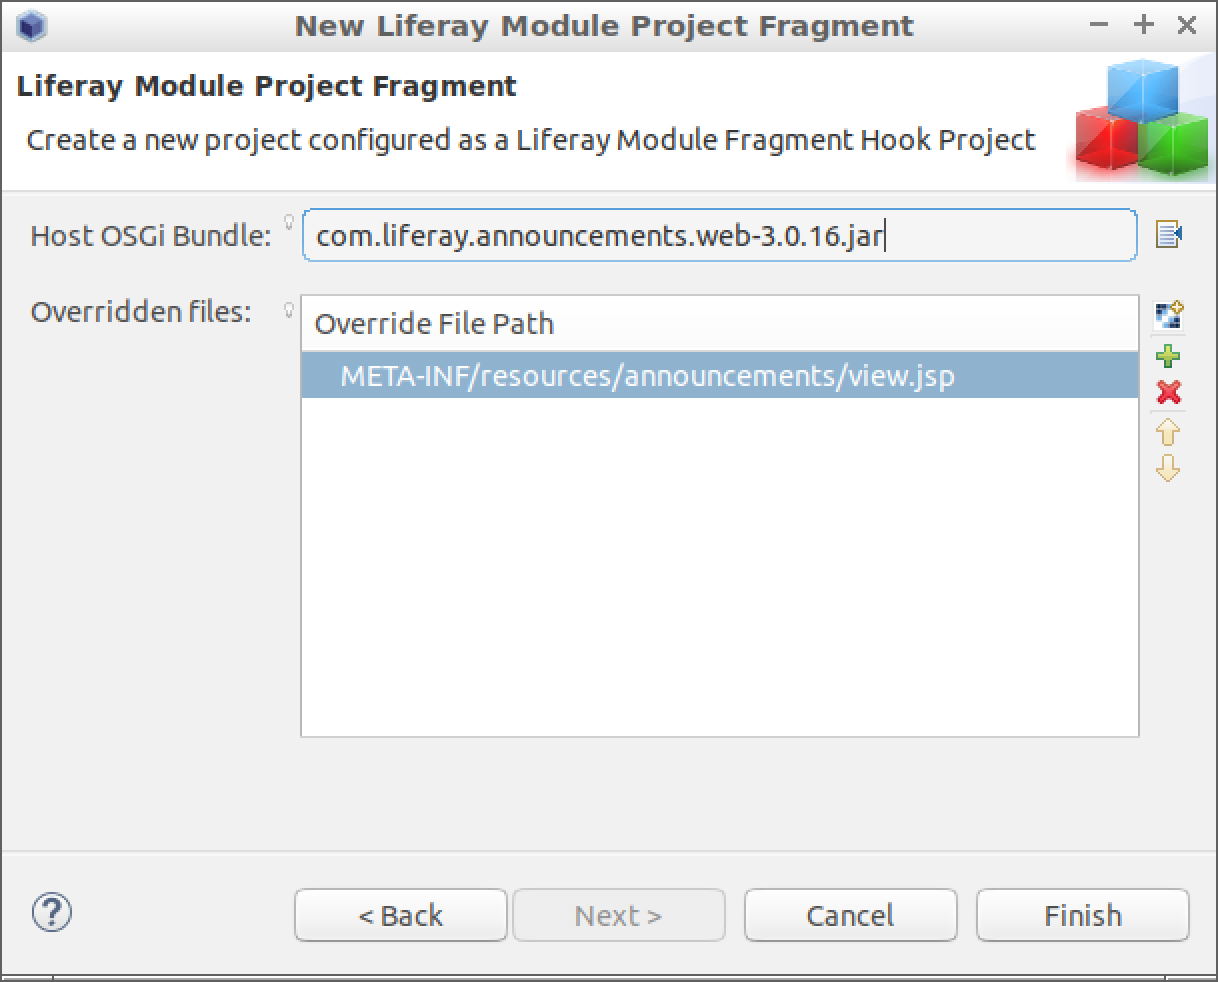 New Liferay Module Project Fragment
Liferay Module Project Fragment
Create a new project configured as a Liferay Module Fragment Hook Project
Host OSGi Bundle: com.liferay.announcements.web-3.0.16.jar
Overridden files: Override File Path
META-INF/resources/announcements/view.jsp
? < Back Next > Cancel Finish